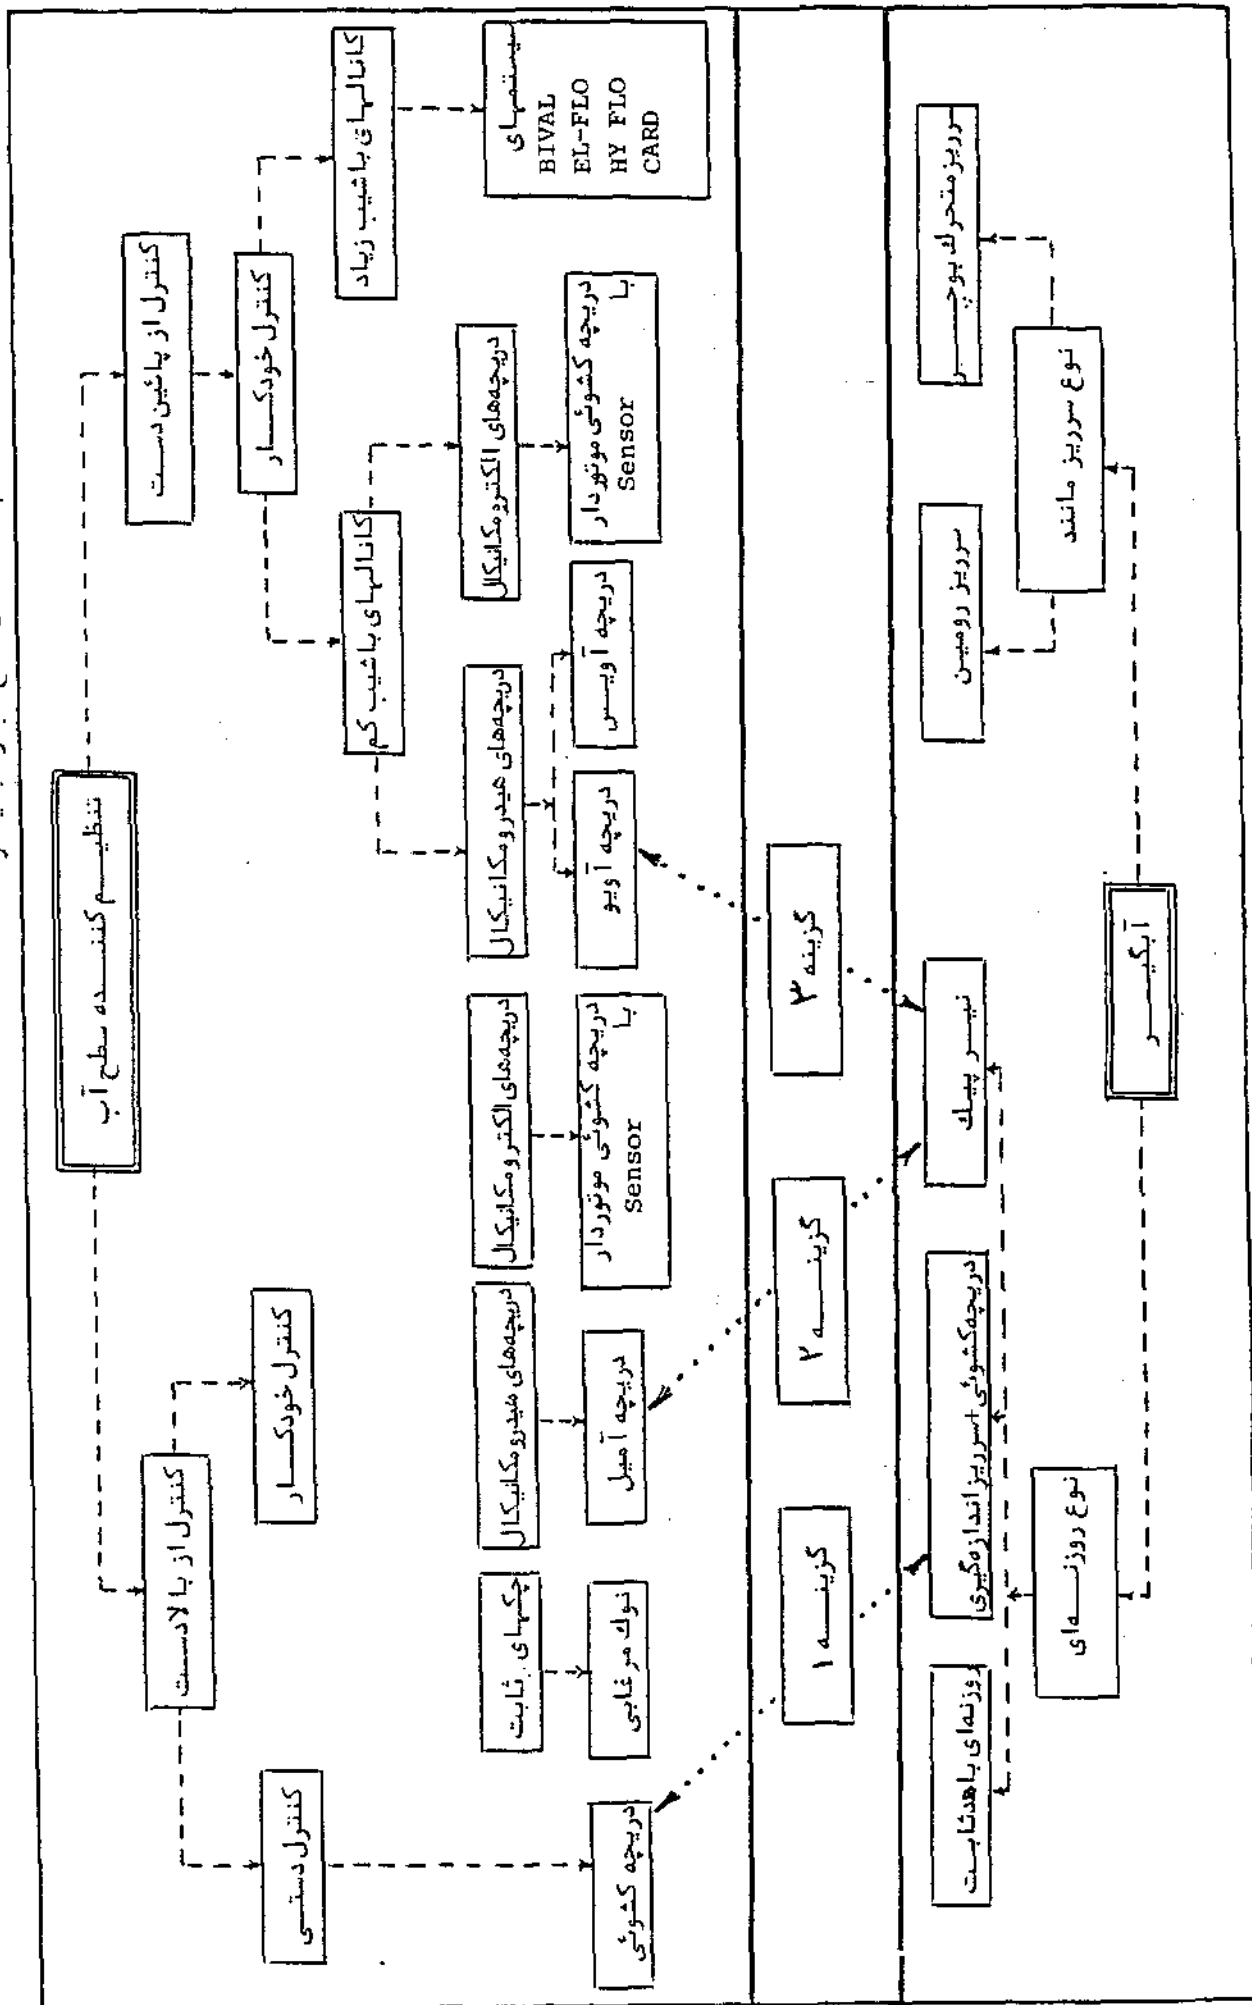 تنظیم کننده سطح آب
کنترل از پائین دست
کنترل از بالادست
کنترل خودکار
کنترل خودکار
کنترل دستی
کانالهای با شیب زیاد
کانالهای با شیب کم
سیستمهای
BIVAL
EL-FLO
HY FLO
CARD
دریچه‌های الکترومکانیکال
دریچه‌های هیدرومکانیکال
دریچه‌های الکترومکانیکال
دریچه‌های هیدرومکانیکال
چکهای ثابت
دریچه کشوئی موتوردار با
Sensor
دریچه آویس
دریچه آویو
دریچه کشوئی موتوردار با
Sensor
دریچه آمیل
نوک مرغابی
دریچه کشوئی
گزینه ۳
گزینه ۲
گزینه ۱
سرریز متحرک بوچر
سرریز رومین
نیرپیک
دریچه کشوئی + سرریز اندازه‌گیری
روزنه‌ای با هد ثابت
نوع سرریز مانند
نوع روزنه‌ای
آبگیر